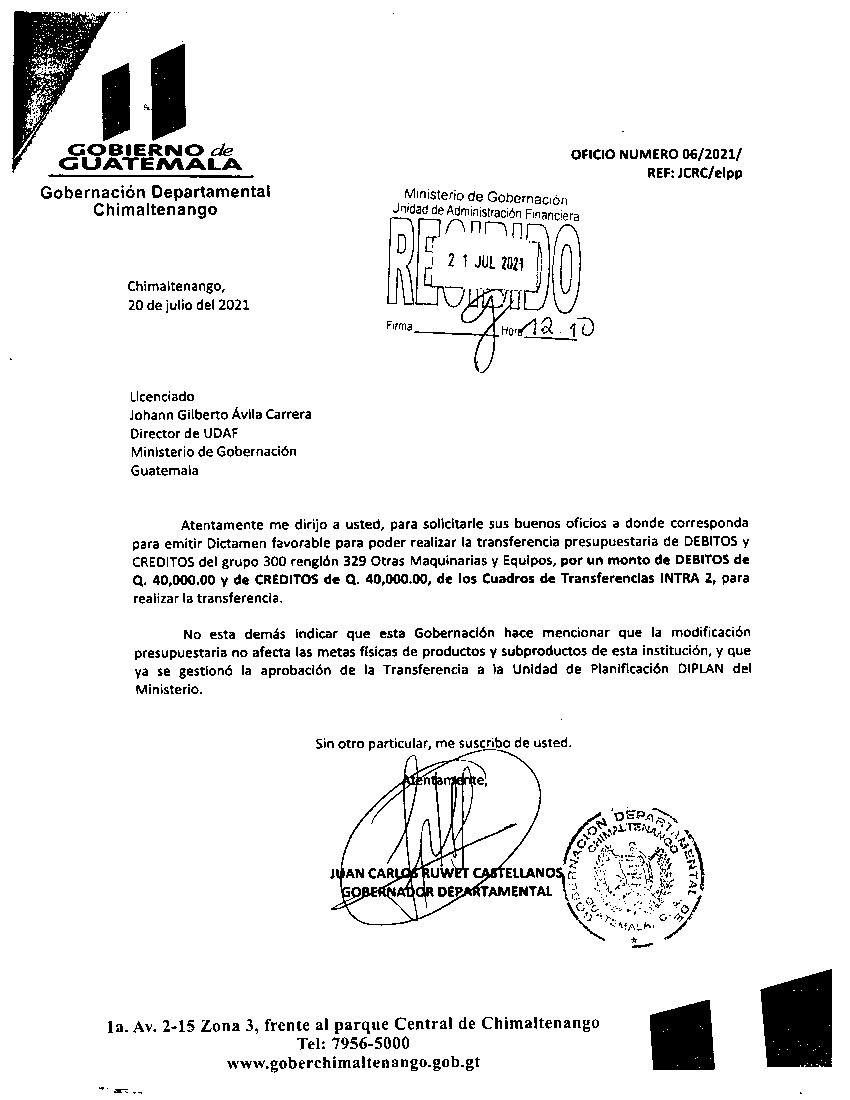 GOBIERNO de
GUATEMALA
Gobernación Departamental
Chimaltenango
OFICIO NUMERO 06/2021/
REF: JCRC/elpp
Ministerio de Gobernación
Unidad de Administración Financiera
RECIBIDO
21 JUL 2021
Firma Hora 12.10
Chimaltenango,
20 de julio del 2021
Licenciado
Johann Gilberto Ávila Carrera
Director de UDAF
Ministerio de Gobernación
Guatemala
Atentamente me dirijo a usted, para solicitarle sus buenos oficios a donde corresponda
para emitir Dictamen favorable para poder realizar la transferencia presupuestaria de DEBITOS y
CREDITOS del grupo 300 renglón 329 Otras Maquinarias y Equipos, por un monto de DEBITOS de
Q. 40,000.00 y de CREDITOS de Q. 40,000.00, de los Cuadros de Transferencias INTRA 2, para
realizar la transferencia.
No esta demás indicar que esta Gobernación hace mencionar que la modificación
presupuestaria no afecta las metas físicas de productos y subproductos de esta institución, y que
ya se gestionó la aprobación de la Transferencia a la Unidad de Planificación DIPLAN del
Ministerio.
Sin otro particular, me suscribo de usted.
Atentamente,
JUAN CARLOS RUWET CASTELLANOS
GOBERNADOR DEPARTAMENTAL
GOBERNACION DEPARTAMENTAL DE
CHIMALTENANGO
GUATEMALA, C. A.
1a. Av. 2-15 Zona 3, frente al parque Central de Chimaltenango
Tel: 7956-5000
www.goberchimaltenango.gob.gt